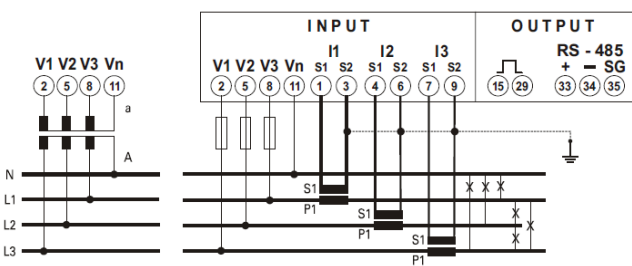 INPUT OUTPUT
I1 I2 I3 RS - 485
V1 V2 V3 Vn V1 V2 V3 Vn S1 S2 S1 S2 S1 S2 + − SG
2 5 8 11 2 5 8 11 1 3 4 6 7 9 15 29 33 34 35
a
A
N
S1
L1
P1
S1
L2
P1
S1
L3
P1
X X X
X
X
X